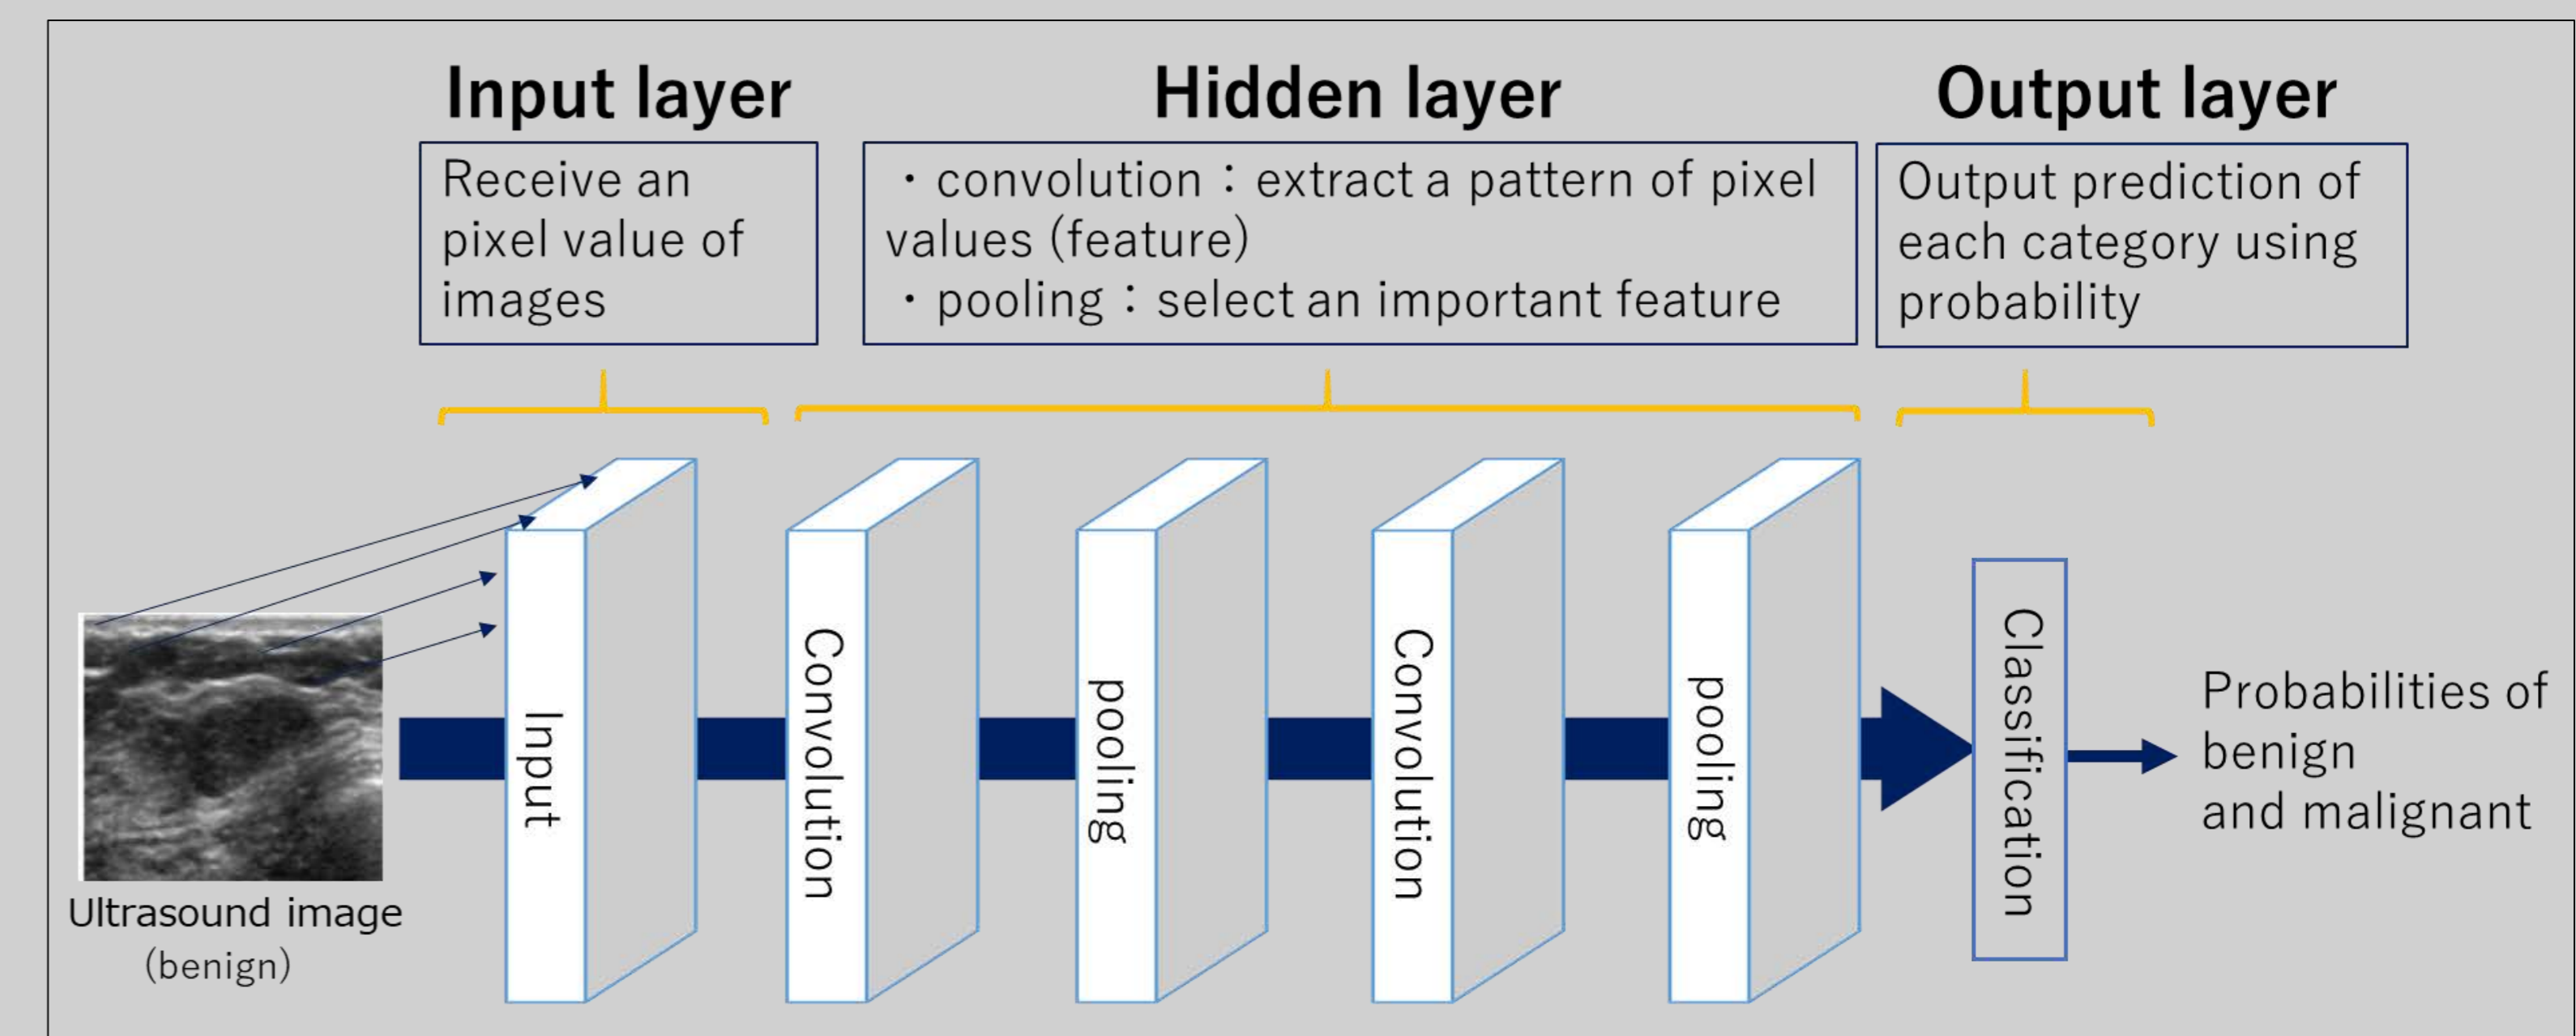 Input layer
Receive an
pixel value of
images
Hidden layer
・convolution：extract a pattern of pixel
values (feature)
・pooling：select an important feature
Output layer
Output prediction of
each category using
probability
Ultrasound image
(benign)
Input
Convolution
pooling
Convolution
pooling
Classification
Probabilities of
benign
and malignant